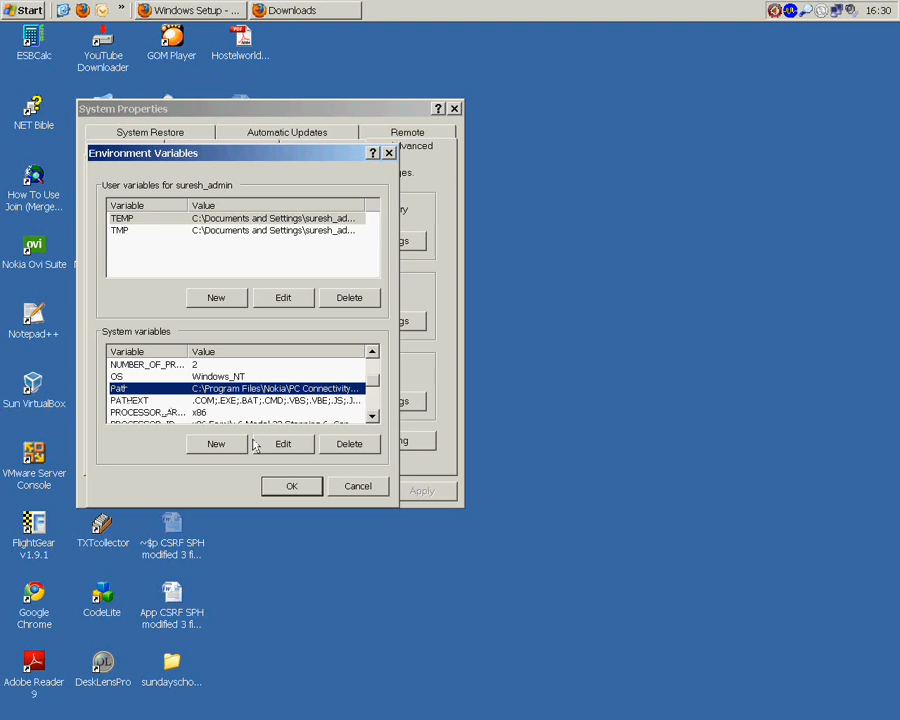 Start
»
Windows Setup - ...
Downloads
16:30
ESBCalc
YouTube
Downloader
GOM Player
Hostelworld...
NET Bible
How To Use
Join (Merge...
Nokia Ovi Suite
Notepad++
Sun VirtualBox
VMware Server
Console
FlightGear
v1.9.1
TXTcollector
~$p CSRF SPH
modified 3 fi...
Google
Chrome
CodeLite
App CSRF SPH
modified 3 fi...
Adobe Reader
9
DeskLensPro
sundayscho...
System Properties
System Restore
Automatic Updates
Remote
Environment Variables
User variables for suresh_admin
Variable Value
TEMP C:\Documents and Settings\suresh_ad...
TMP C:\Documents and Settings\suresh_ad...
New Edit Delete
System variables
Variable Value
NUMBER_OF_PR... 2
OS Windows_NT
Path C:\Program Files\Nokia\PC Connectivity...
PATHEXT .COM;.EXE;.BAT;.CMD;.VBS;.VBE;.JS;.J...
PROCESSOR_AR... x86
New Edit Delete
OK Cancel
Apply